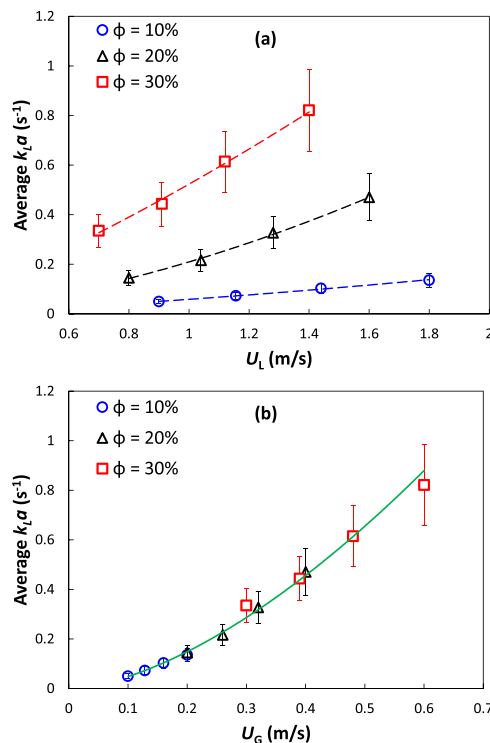 (a)
ϕ = 10%
ϕ = 20%
ϕ = 30%
Average kLa (s-1)
1.2
1
0.8
0.6
0.4
0.2
0
0.6 0.8 1 1.2 1.4 1.6 1.8 2
UL (m/s)
(b)
ϕ = 10%
ϕ = 20%
ϕ = 30%
Average kLa (s-1)
1.2
1
0.8
0.6
0.4
0.2
0
0 0.1 0.2 0.3 0.4 0.5 0.6 0.7
UG (m/s)